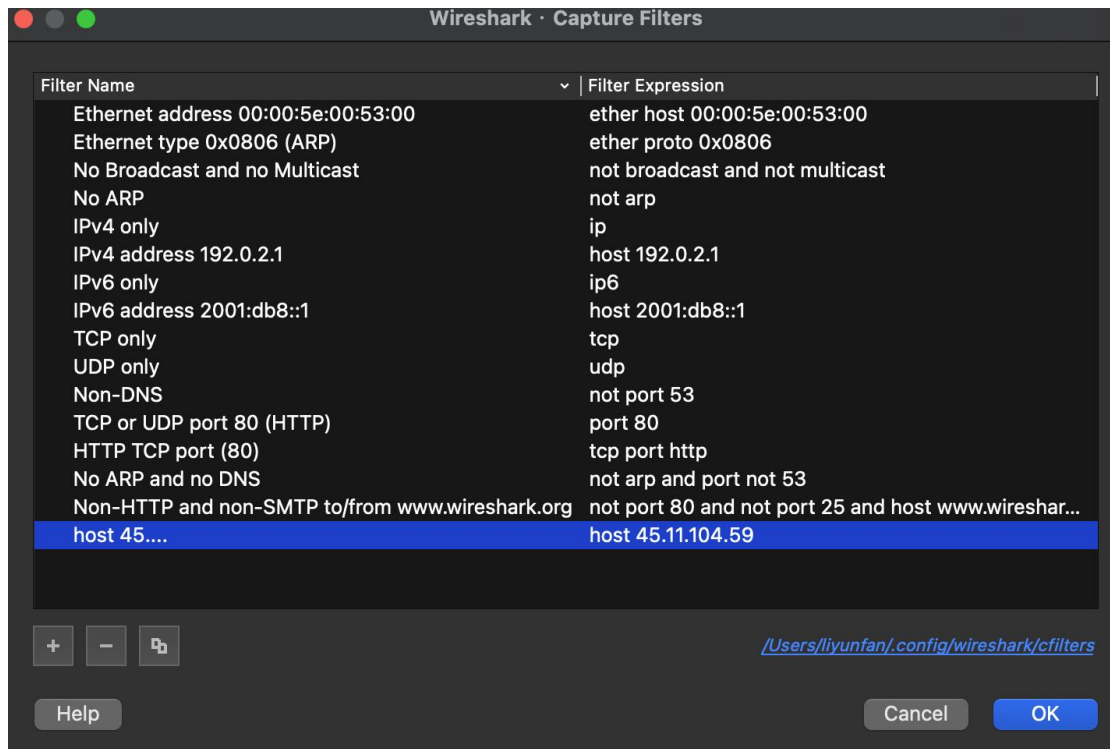 Wireshark · Capture Filters
Filter Name Filter Expression
Ethernet address 00:00:5e:00:53:00 ether host 00:00:5e:00:53:00
Ethernet type 0x0806 (ARP) ether proto 0x0806
No Broadcast and no Multicast not broadcast and not multicast
No ARP not arp
IPv4 only ip
IPv4 address 192.0.2.1 host 192.0.2.1
IPv6 only ip6
IPv6 address 2001:db8::1 host 2001:db8::1
TCP only tcp
UDP only udp
Non-DNS not port 53
TCP or UDP port 80 (HTTP) port 80
HTTP TCP port (80) tcp port http
No ARP and no DNS not arp and port not 53
Non-HTTP and non-SMTP to/from www.wireshark.org not port 80 and not port 25 and host www.wireshar...
host 45.... host 45.11.104.59
+ − /Users/liyunfan/.config/wireshark/cfilters
Help Cancel OK